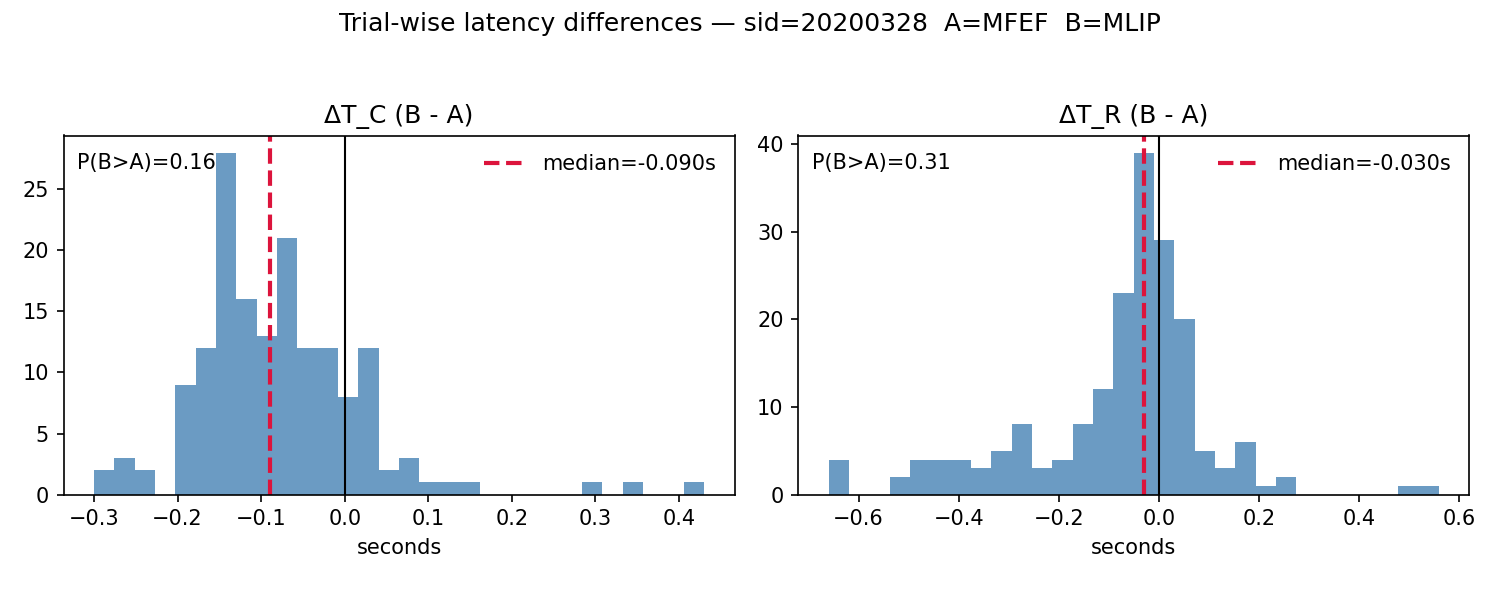 Trial-wise latency differences — sid=20200328  A=MFEF  B=MLIP
ΔT_C (B - A)
P(B>A)=0.16
median=-0.090s
25
20
15
10
5
0
−0.3 −0.2 −0.1 0.0 0.1 0.2 0.3 0.4
seconds
ΔT_R (B - A)
P(B>A)=0.31
median=-0.030s
40
30
20
10
0
−0.6 −0.4 −0.2 0.0 0.2 0.4 0.6
seconds